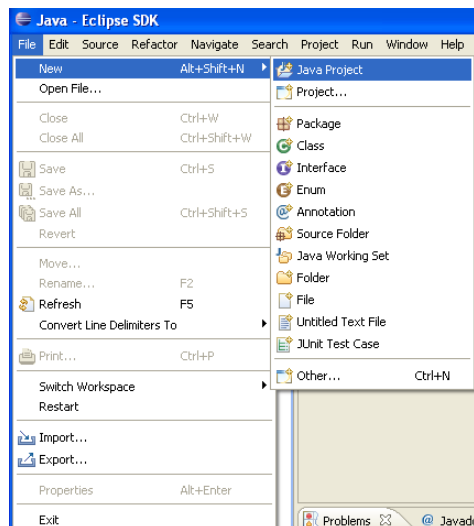 Java - Eclipse SDK
File Edit Source Refactor Navigate Search Project Run Window Help
New Alt+Shift+N
Open File...
Close Ctrl+W
Close All Ctrl+Shift+W
Save Ctrl+S
Save As...
Save All Ctrl+Shift+S
Revert
Move...
Rename... F2
Refresh F5
Convert Line Delimiters To
Print... Ctrl+P
Switch Workspace
Restart
Import...
Export...
Properties Alt+Enter
Exit
Java Project
Project...
Package
Class
Interface
Enum
Annotation
Source Folder
Java Working Set
Folder
File
Untitled Text File
JUnit Test Case
Other... Ctrl+N
Problems @ Javad